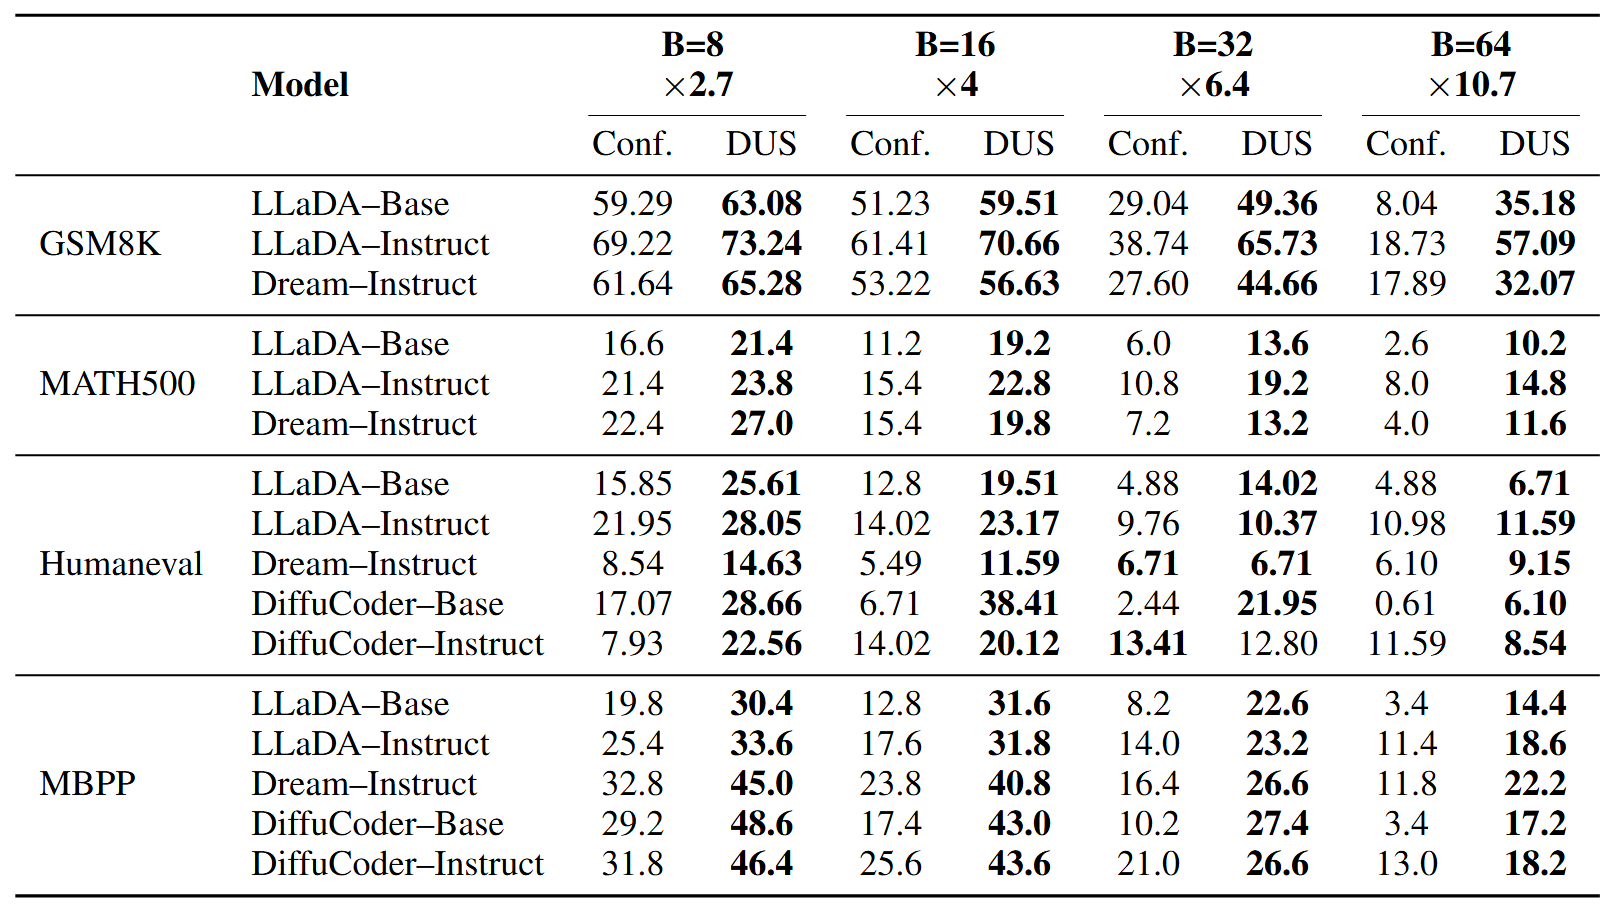 B=8 B=16 B=32 B=64
Model ×2.7 ×4 ×6.4 ×10.7
Conf. DUS Conf. DUS Conf. DUS Conf. DUS
LLaDA–Base 59.29 63.08 51.23 59.51 29.04 49.36 8.04 35.18
GSM8K LLaDA–Instruct 69.22 73.24 61.41 70.66 38.74 65.73 18.73 57.09
Dream–Instruct 61.64 65.28 53.22 56.63 27.60 44.66 17.89 32.07
LLaDA–Base 16.6 21.4 11.2 19.2 6.0 13.6 2.6 10.2
MATH500 LLaDA–Instruct 21.4 23.8 15.4 22.8 10.8 19.2 8.0 14.8
Dream–Instruct 22.4 27.0 15.4 19.8 7.2 13.2 4.0 11.6
LLaDA–Base 15.85 25.61 12.8 19.51 4.88 14.02 4.88 6.71
LLaDA–Instruct 21.95 28.05 14.02 23.17 9.76 10.37 10.98 11.59
Humaneval Dream–Instruct 8.54 14.63 5.49 11.59 6.71 6.71 6.10 9.15
DiffuCoder–Base 17.07 28.66 6.71 38.41 2.44 21.95 0.61 6.10
DiffuCoder–Instruct 7.93 22.56 14.02 20.12 13.41 12.80 11.59 8.54
LLaDA–Base 19.8 30.4 12.8 31.6 8.2 22.6 3.4 14.4
LLaDA–Instruct 25.4 33.6 17.6 31.8 14.0 23.2 11.4 18.6
MBPP Dream–Instruct 32.8 45.0 23.8 40.8 16.4 26.6 11.8 22.2
DiffuCoder–Base 29.2 48.6 17.4 43.0 10.2 27.4 3.4 17.2
DiffuCoder–Instruct 31.8 46.4 25.6 43.6 21.0 26.6 13.0 18.2